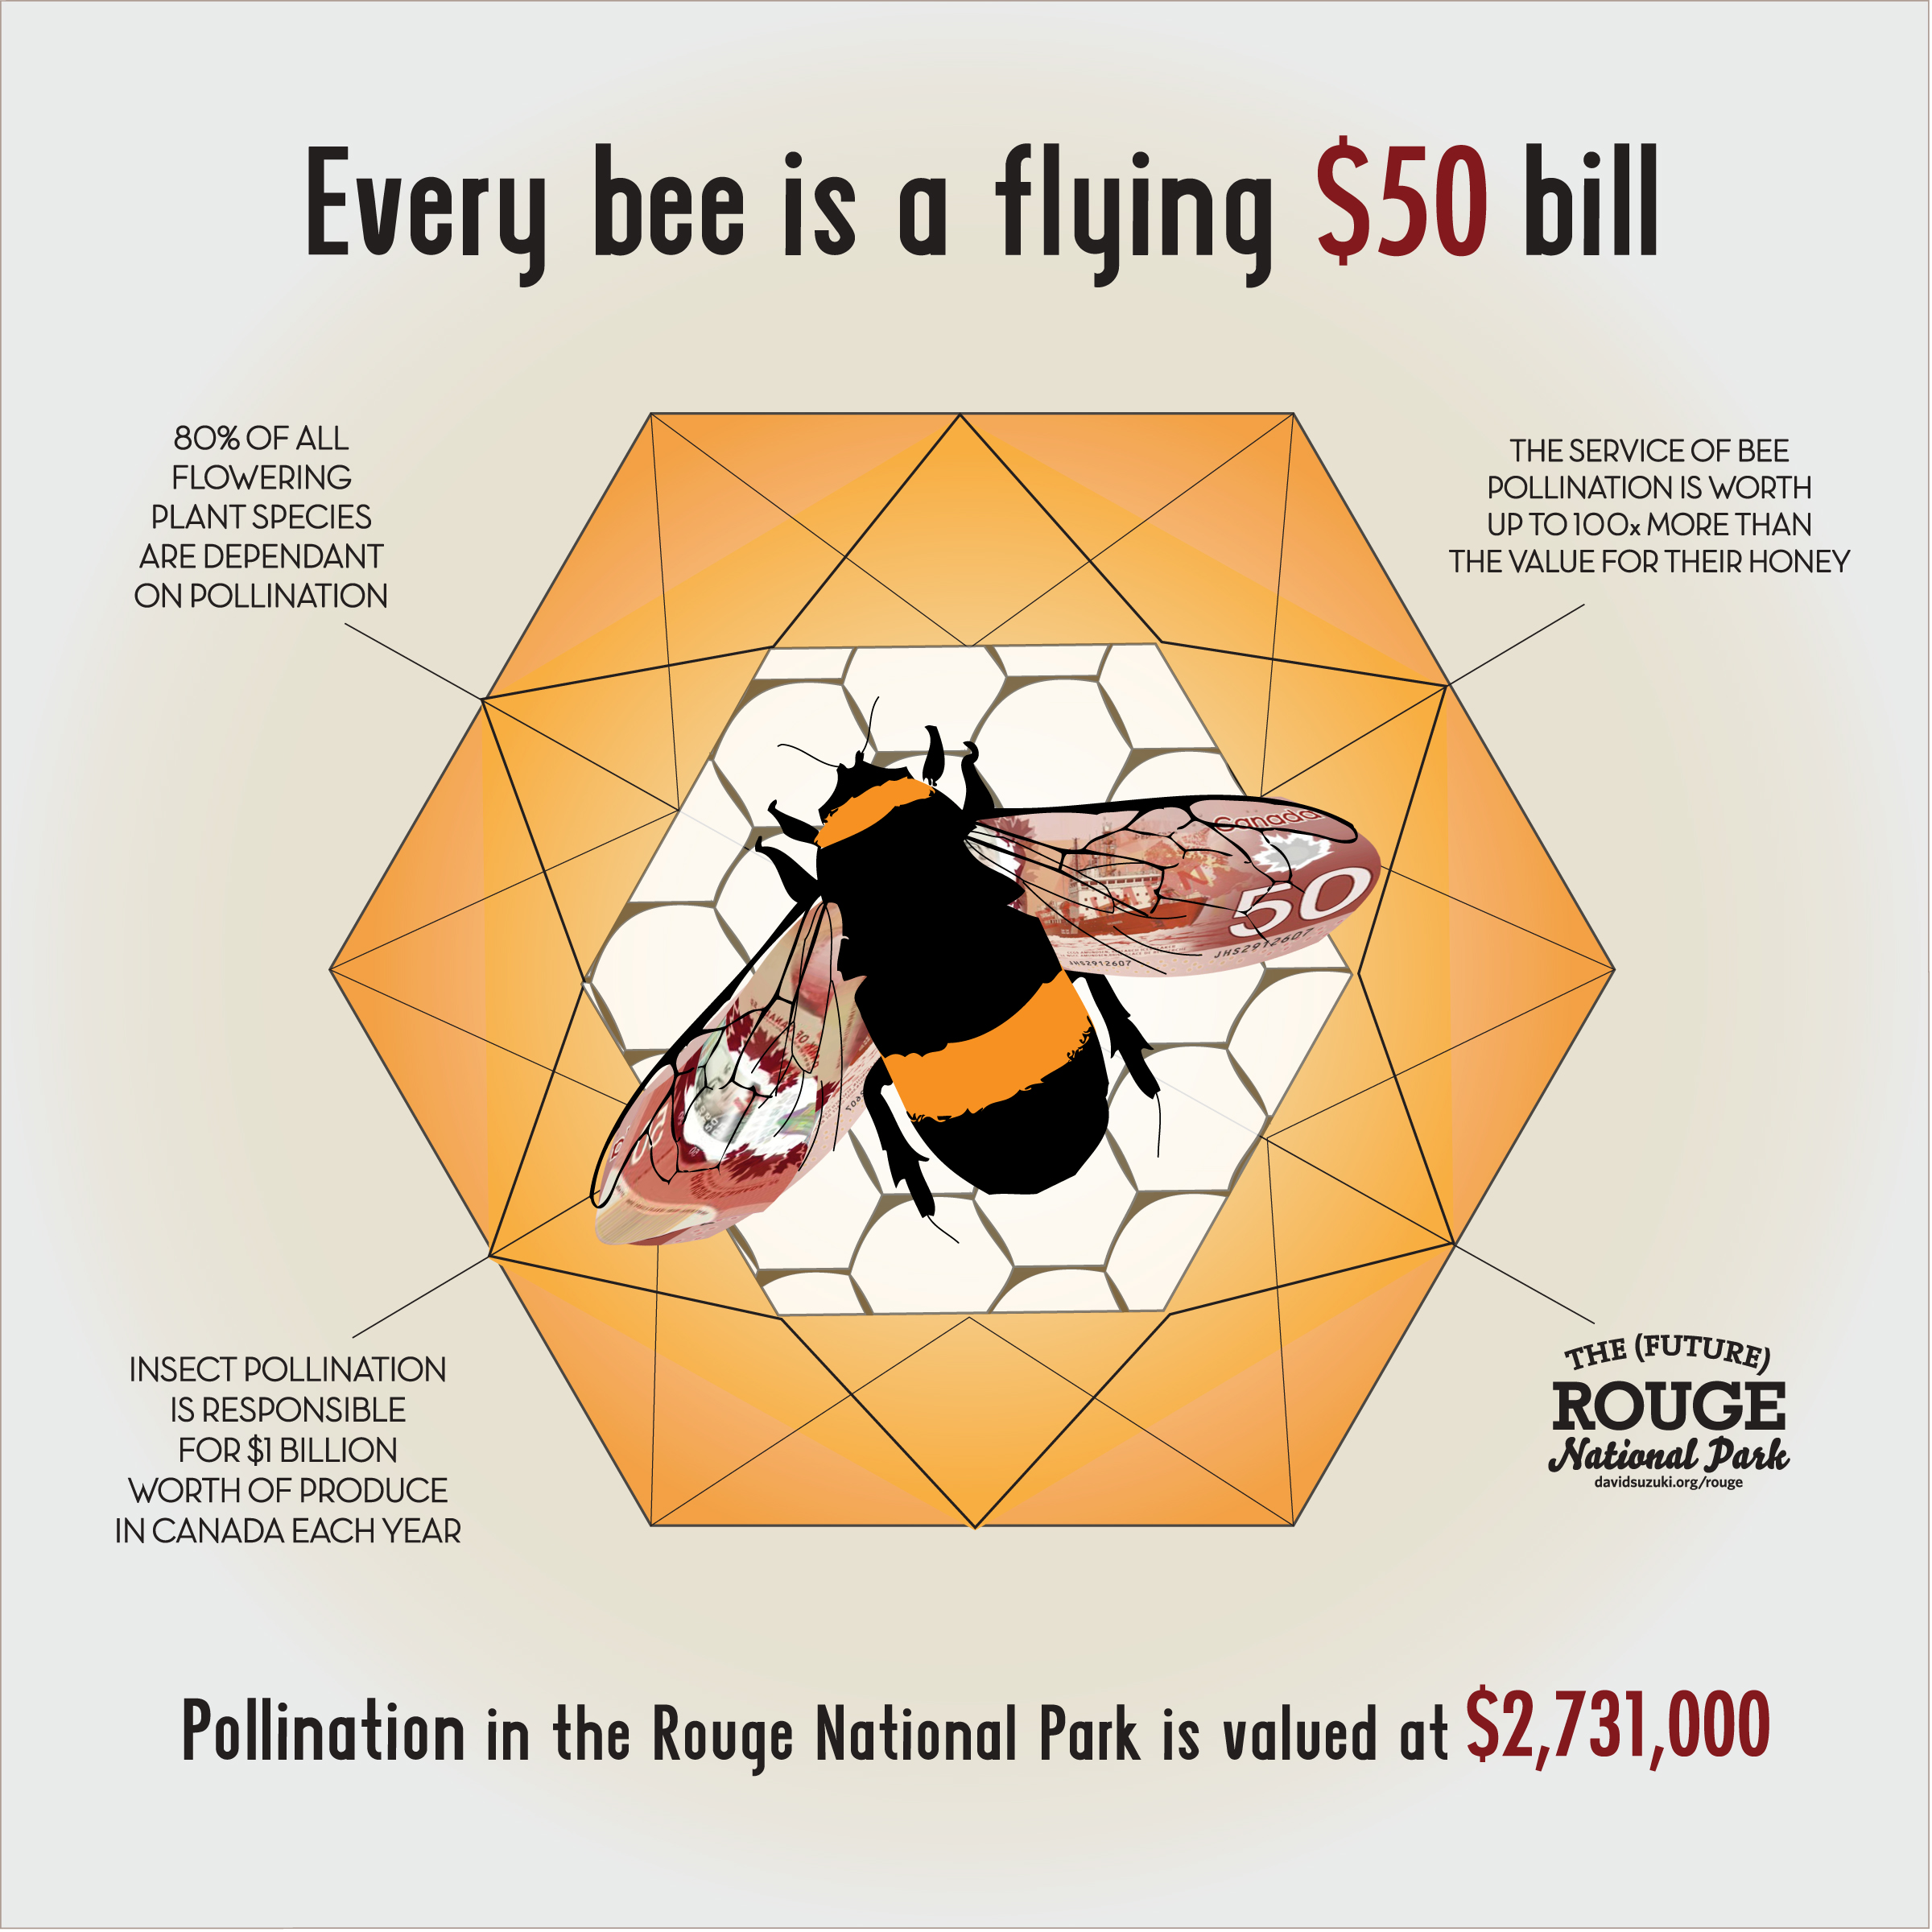 Every bee is a flying $50 bill
80% OF ALL
FLOWERING
PLANT SPECIES
ARE DEPENDANT
ON POLLINATION
THE SERVICE OF BEE
POLLINATION IS WORTH
UP TO 100x MORE THAN
THE VALUE FOR THEIR HONEY
Canada
50
JHS2912607
JHS2912607
INSECT POLLINATION
IS RESPONSIBLE
FOR $1 BILLION
WORTH OF PRODUCE
IN CANADA EACH YEAR
THE (FUTURE)
ROUGE
National Park
davidsuzuki.org/rouge
Pollination in the Rouge National Park is valued at $2,731,000